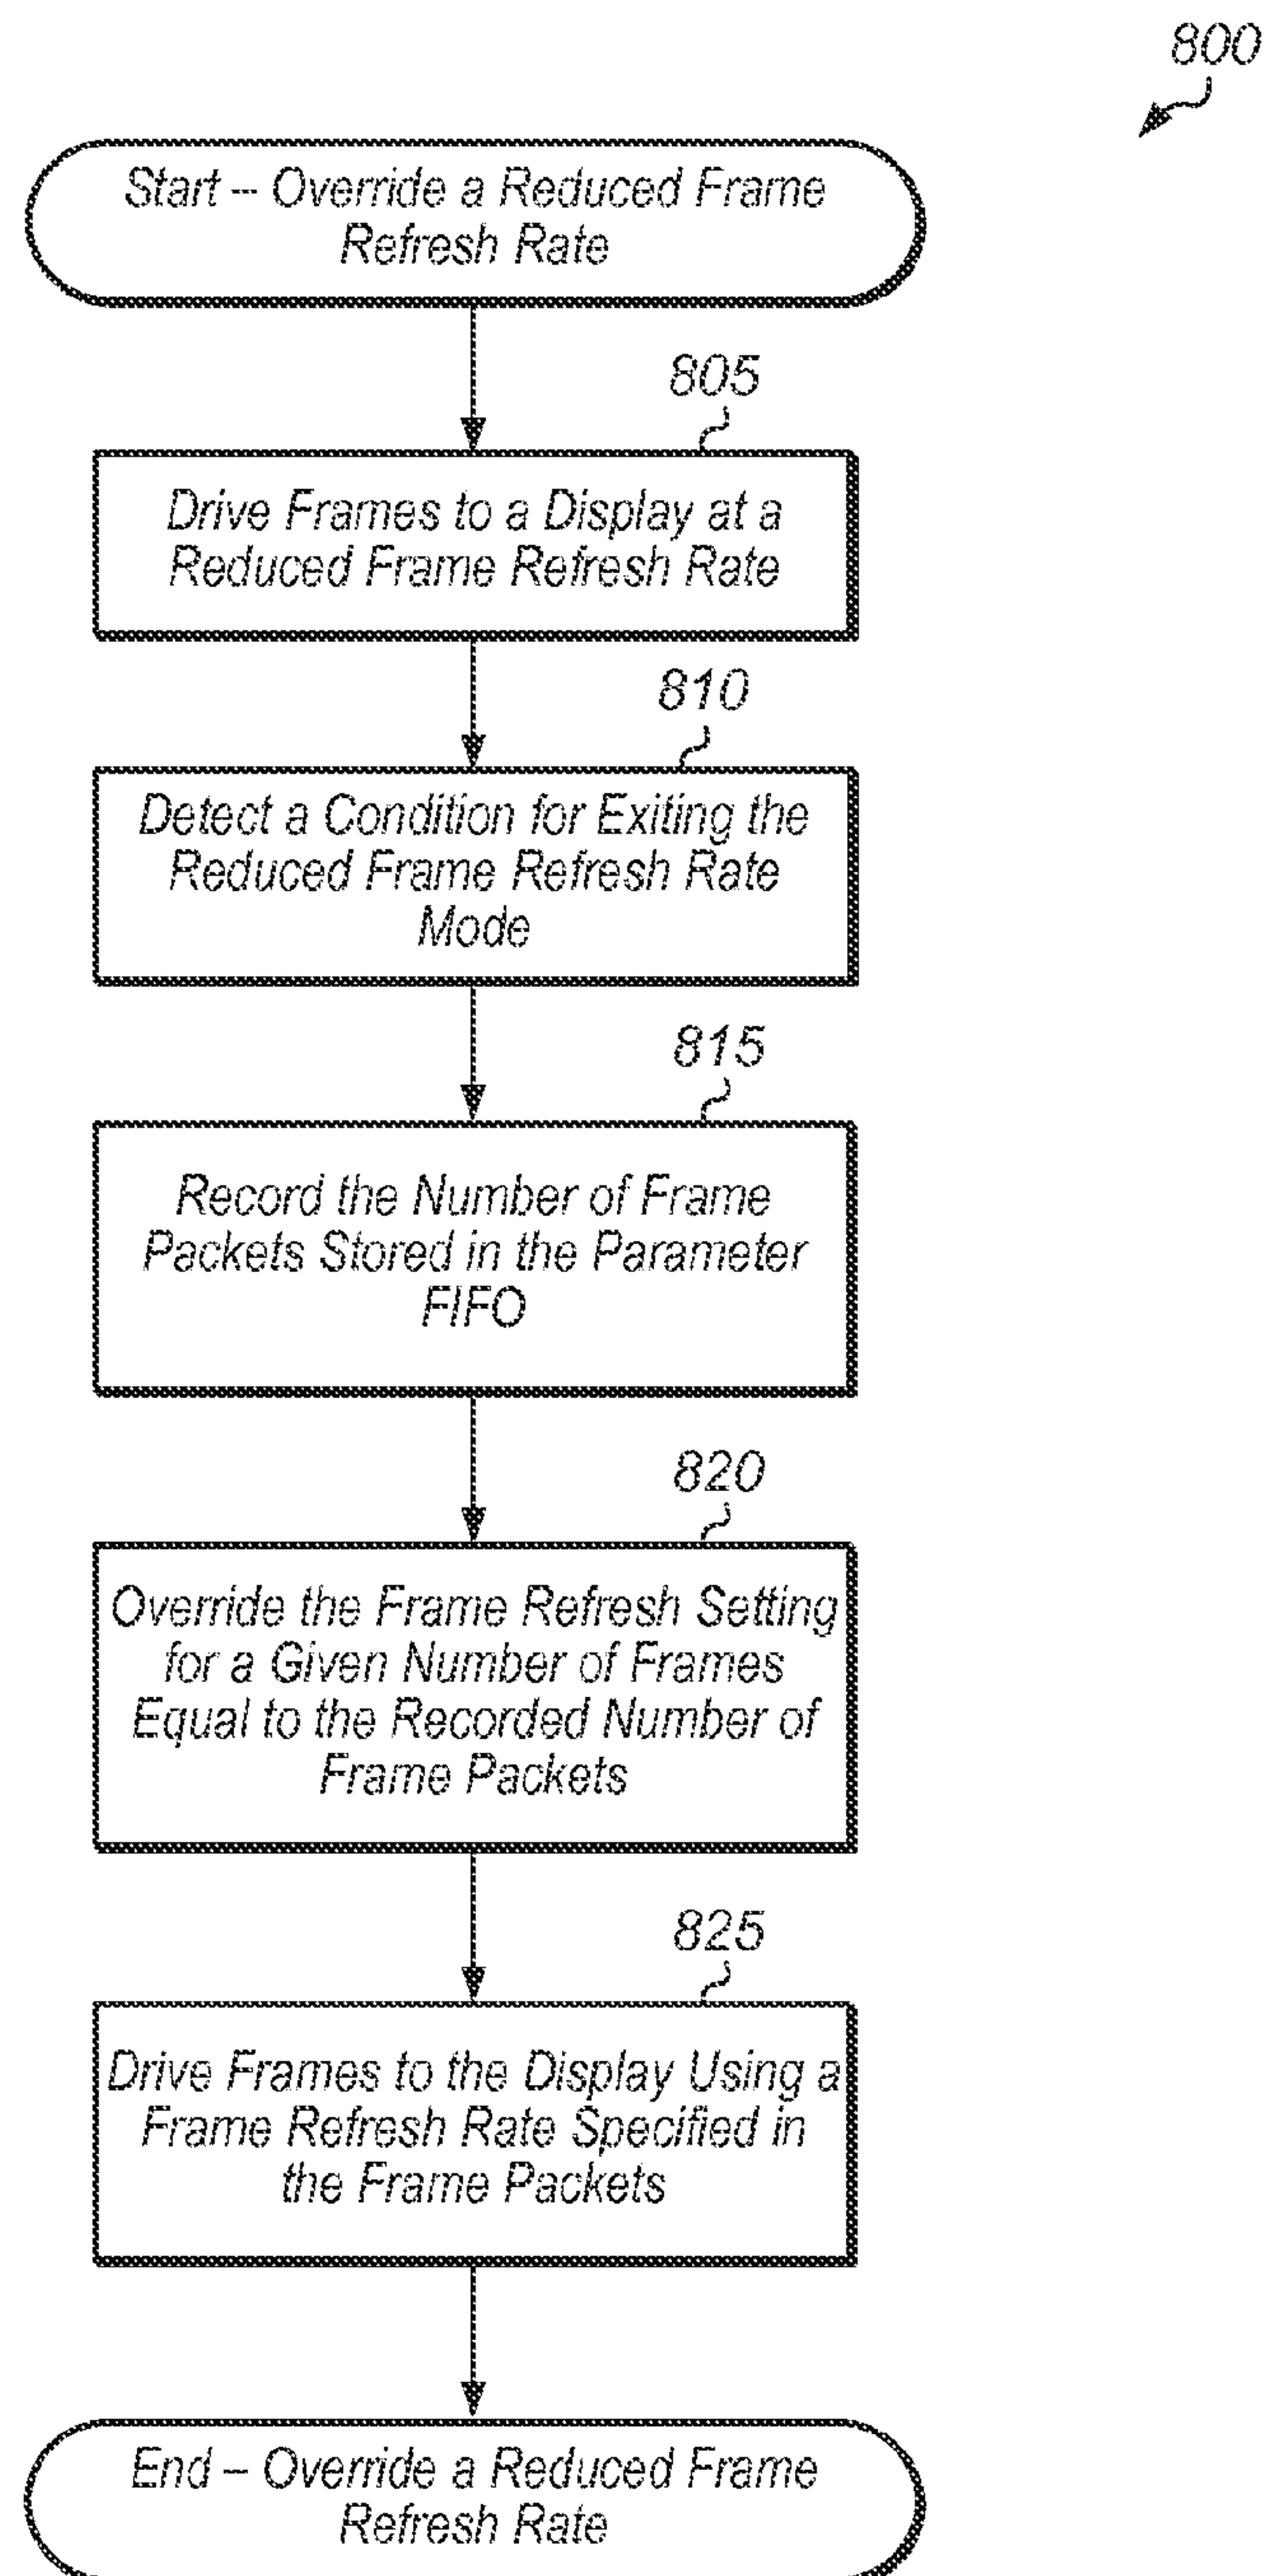 800
Start -- Override a Reduced Frame
Refresh Rate
805
Drive Frames to a Display at a
Reduced Frame Refresh Rate
810
Detect a Condition for Exiting the
Reduced Frame Refresh Rate
Mode
815
Record the Number of Frame
Packets Stored in the Parameter
FIFO
820
Override the Frame Refresh Setting
for a Given Number of Frames
Equal to the Recorded Number of
Frame Packets
825
Drive Frames to the Display Using a
Frame Refresh Rate Specified in
the Frame Packets
End – Override a Reduced Frame
Refresh Rate